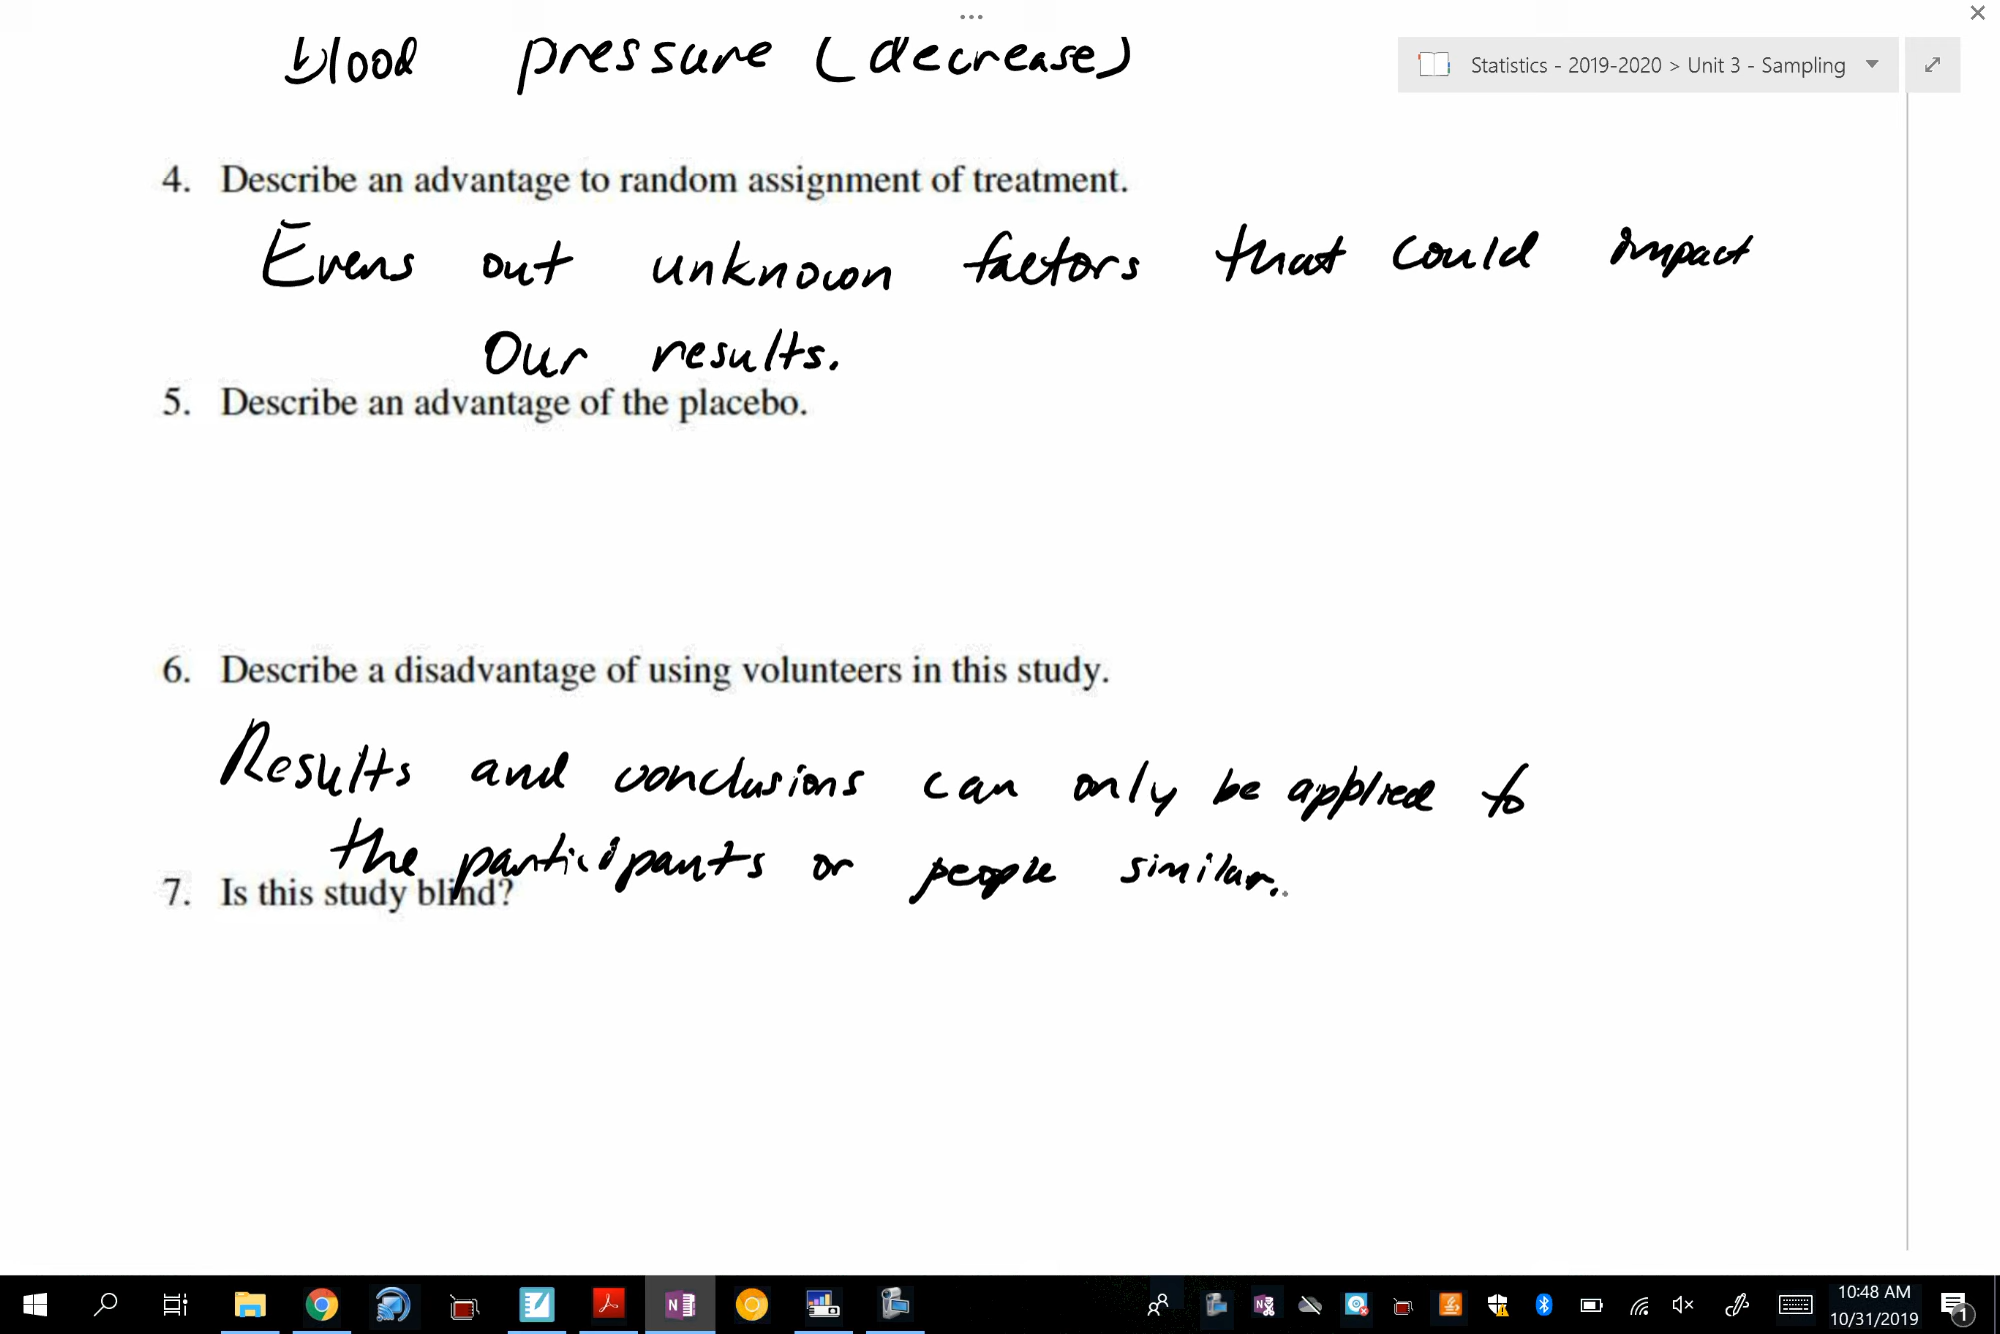 blood pressure (decrease)
Statistics - 2019-2020 > Unit 3 - Sampling
4. Describe an advantage to random assignment of treatment.
Evens out unknown factors that could impact
our results.
5. Describe an advantage of the placebo.
6. Describe a disadvantage of using volunteers in this study.
Results and conclusions can only be applied to
the participants or people similar.
7. Is this study blind?
10:48 AM
10/31/2019
1